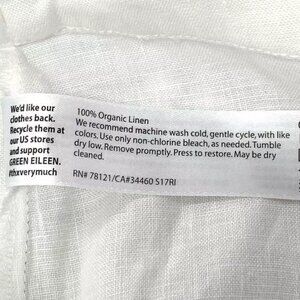 We'd like our
clothes back.
Recycle them at
our US stores
and support
GREEN EILEEN.
#thxverymuch
100% Organic Linen
We recommend machine wash cold, gentle cycle, with like
colors. Use only non-chlorine bleach, as needed. Tumble
dry low. Remove promptly. Press to restore. May be dry
cleaned.
RN# 78121/CA#34460 S17RI